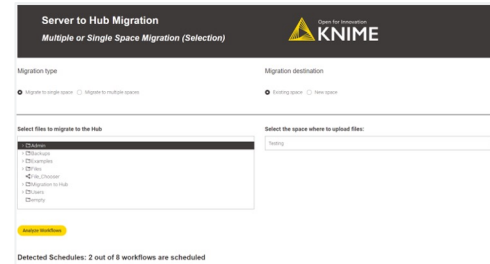 Server to Hub Migration
Multiple or Single Space Migration (Selection)
Open for Innovation
KNIME
Migration type
Migration destination
Migrate to single space
Migrate to multiple spaces
Existing space
New space
Select files to migrate to the Hub
Select the space where to upload files:
Admin
Testing
Backups
Examples
Files
File_Chooser
Migration to Hub
Users
empty
Analyze Workflows
Detected Schedules: 2 out of 8 workflows are scheduled